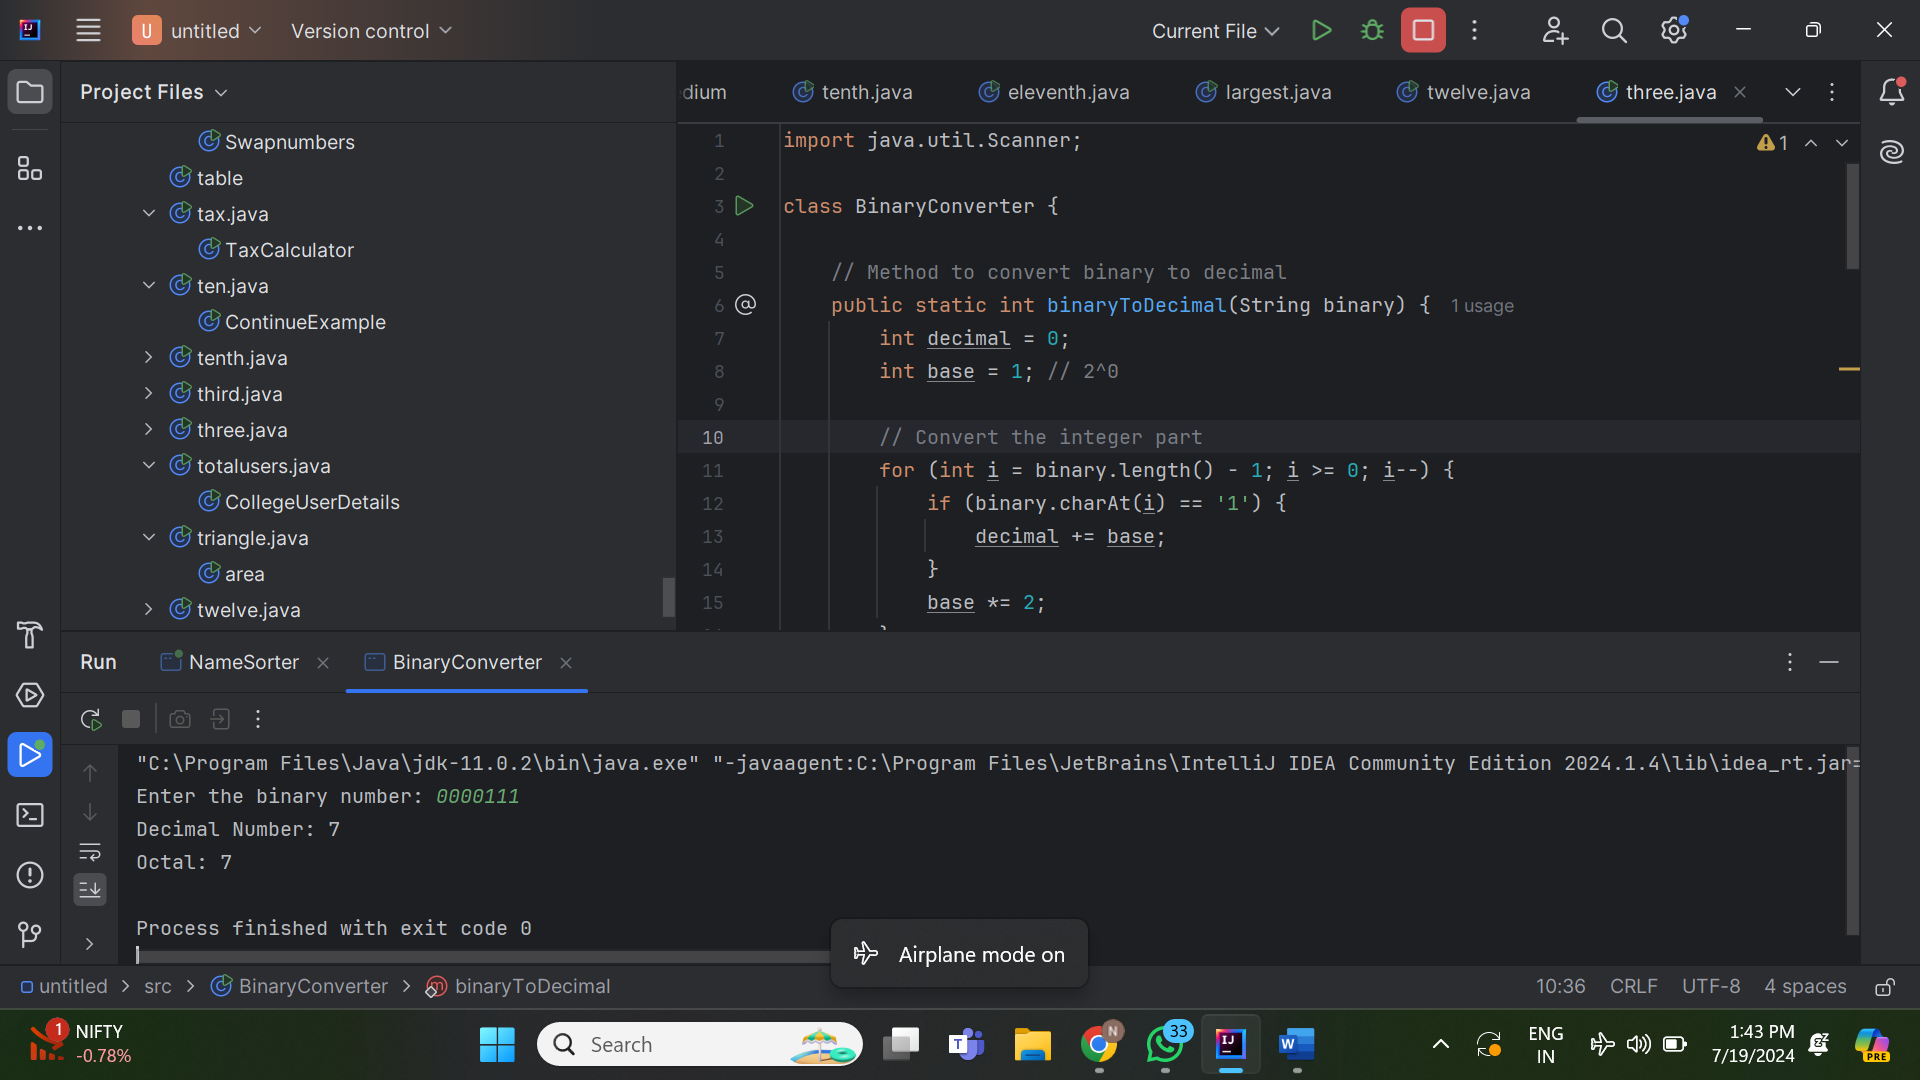 U untitled Version control Current File
Project Files dium tenth.java eleventh.java largest.java twelve.java three.java
Swapnumbers
table
tax.java
TaxCalculator
ten.java
ContinueExample
tenth.java
third.java
three.java
totalusers.java
CollegeUserDetails
triangle.java
area
twelve.java
1
1 import java.util.Scanner;
2
3 class BinaryConverter {
4
5 // Method to convert binary to decimal
6 public static int binaryToDecimal(String binary) { 1 usage
7 int decimal = 0;
8 int base = 1; // 2^0
9
10 // Convert the integer part
11 for (int i = binary.length() - 1; i >= 0; i--) {
12 if (binary.charAt(i) == '1') {
13 decimal += base;
14 }
15 base *= 2;
Run NameSorter BinaryConverter
"C:\Program Files\Java\jdk-11.0.2\bin\java.exe" "-javaagent:C:\Program Files\JetBrains\IntelliJ IDEA Community Edition 2024.1.4\lib\idea_rt.jar=
Enter the binary number: 0000111
Decimal Number: 7
Octal: 7
Process finished with exit code 0
Airplane mode on
untitled > src > BinaryConverter > binaryToDecimal 10:36 CRLF UTF-8 4 spaces
1 NIFTY
-0.78%
Search
T
N
33
IJ
W
ENG
IN
1:43 PM
7/19/2024
PRE